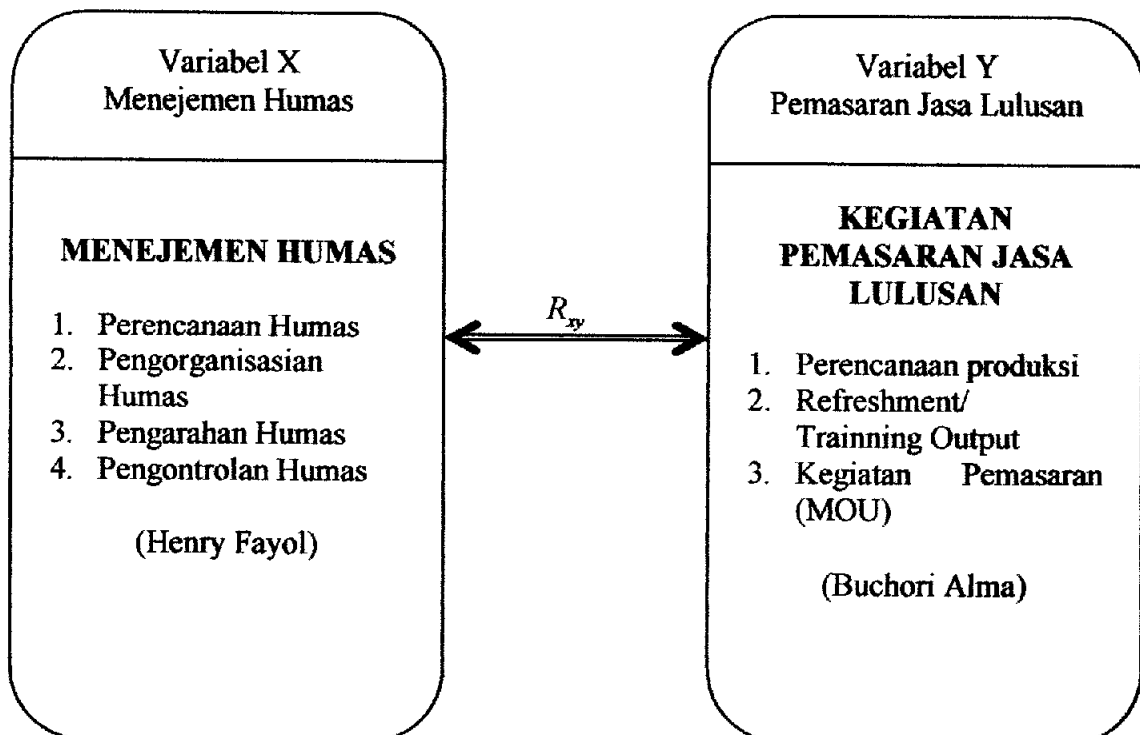 Variabel X
Menejemen Humas
MENEJEMEN HUMAS
1. Perencanaan Humas
2. Pengorganisasian
Humas
3. Pengarahan Humas
4. Pengontrolan Humas
(Henry Fayol)
R_xy
Variabel Y
Pemasaran Jasa Lulusan
KEGIATAN
PEMASARAN JASA
LULUSAN
1. Perencanaan produksi
2. Refreshment/
Trainning Output
3. Kegiatan Pemasaran
(MOU)
(Buchori Alma)